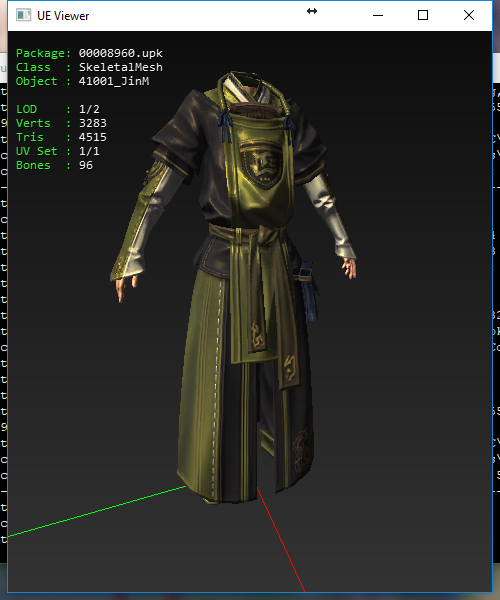 UE Viewer
Package: 00008960.upk
Class : SkeletalMesh
Object : 41001_JinM
LOD : 1/2
Verts : 3283
Tris : 4515
UV Set : 1/1
Bones : 96